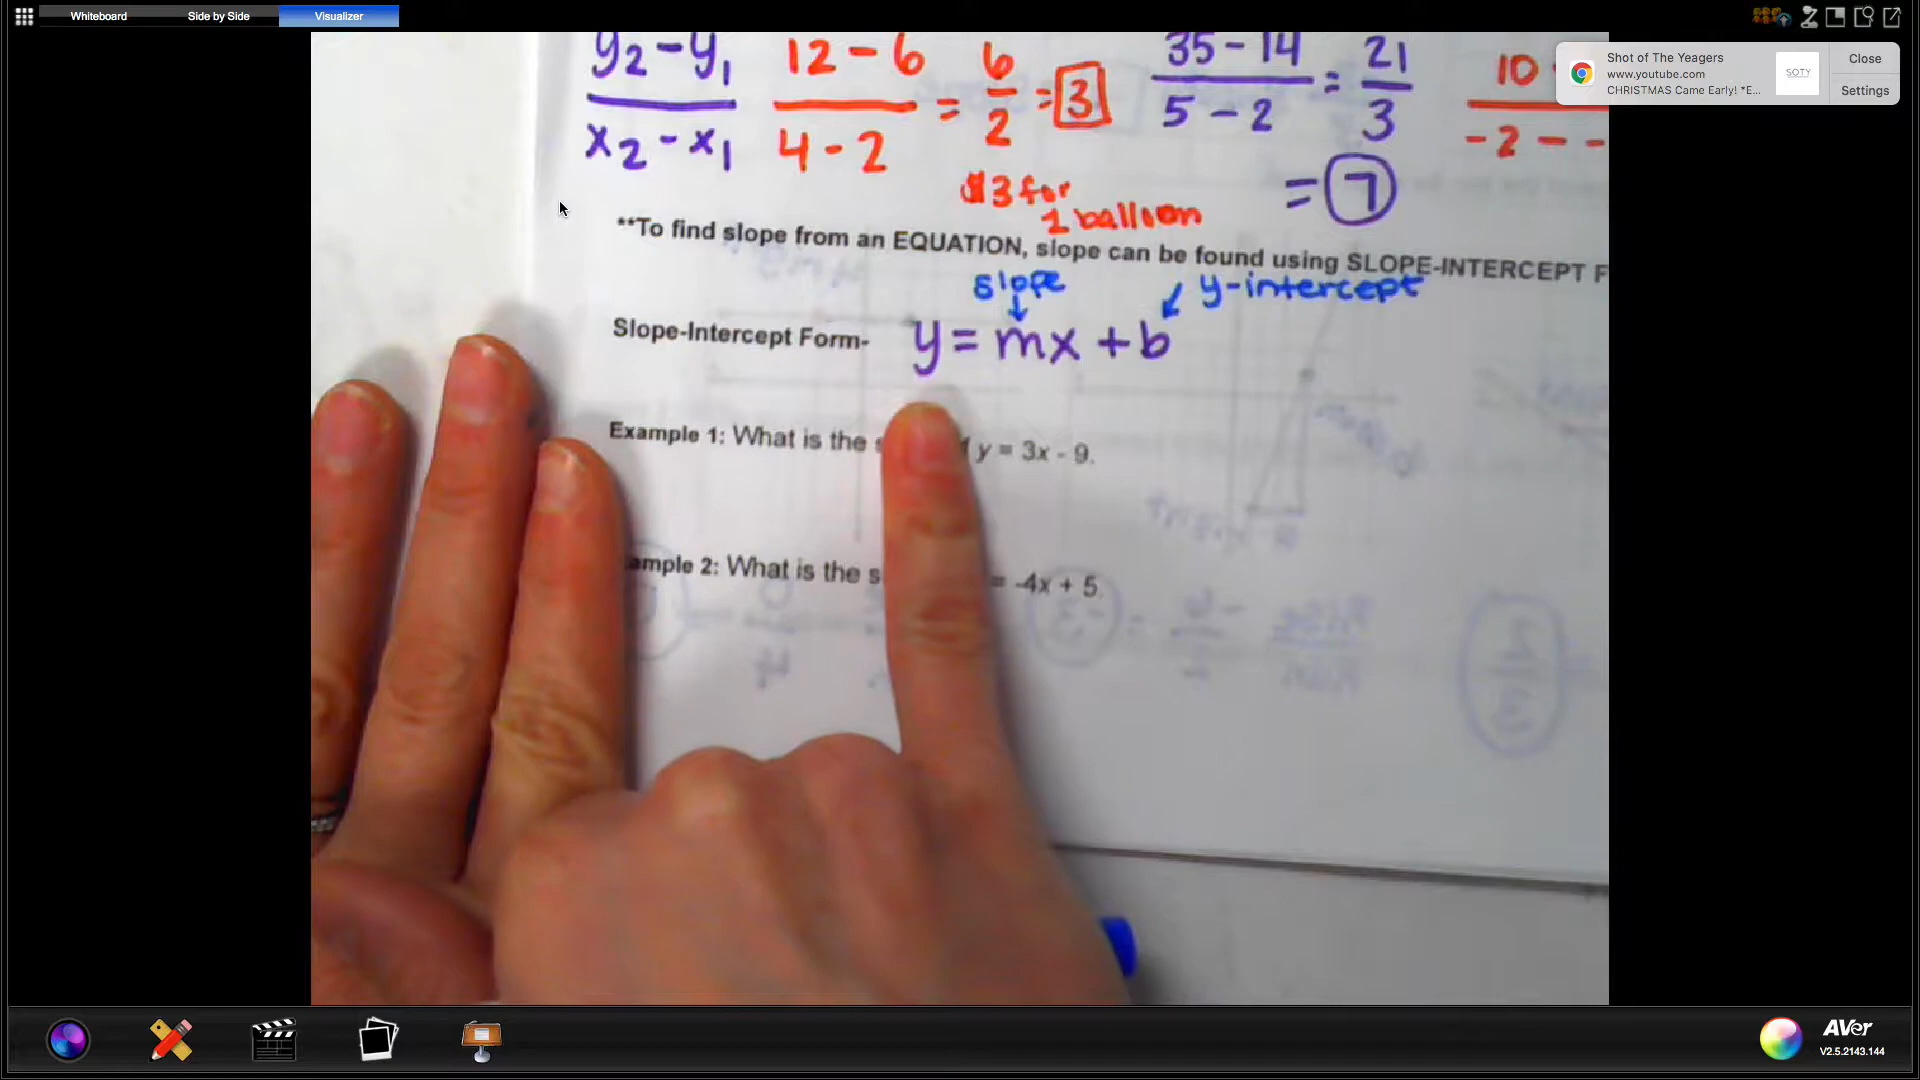 Whiteboard Side by Side Visualizer
Shot of The Yeagers
www.youtube.com
CHRISTMAS Came Early! *E...
SOTY
Close
Settings
y2-y1 12-6 6 35-14 21 10
= = 3 =
x2-x1 4-2 2 5-2 3 -2--
$3 for
1 balloon
= 7
**To find slope from an EQUATION, slope can be found using SLOPE-INTERCEPT F
slope y-intercept
Slope-Intercept Form- y = mx + b
Example 1: What is the s y = 3x - 9.
ample 2: What is the s = -4x + 5.
AVer
V2.5.2143.144